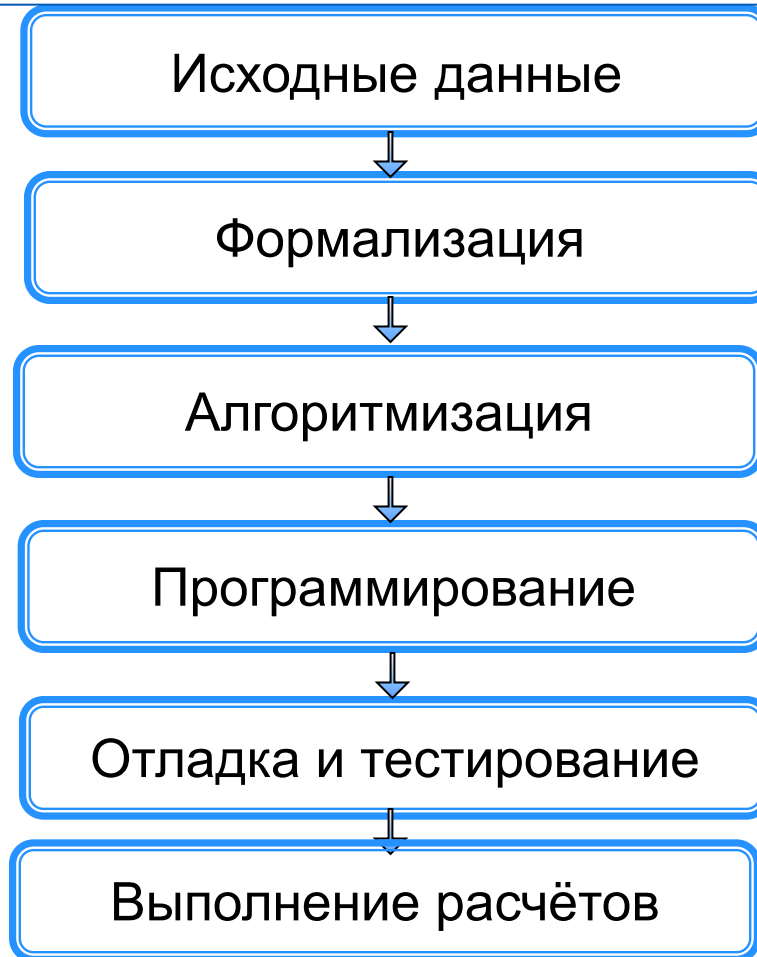 Исходные данные
Формализация
Алгоритмизация
Программирование
Отладка и тестирование
Выполнение расчётов